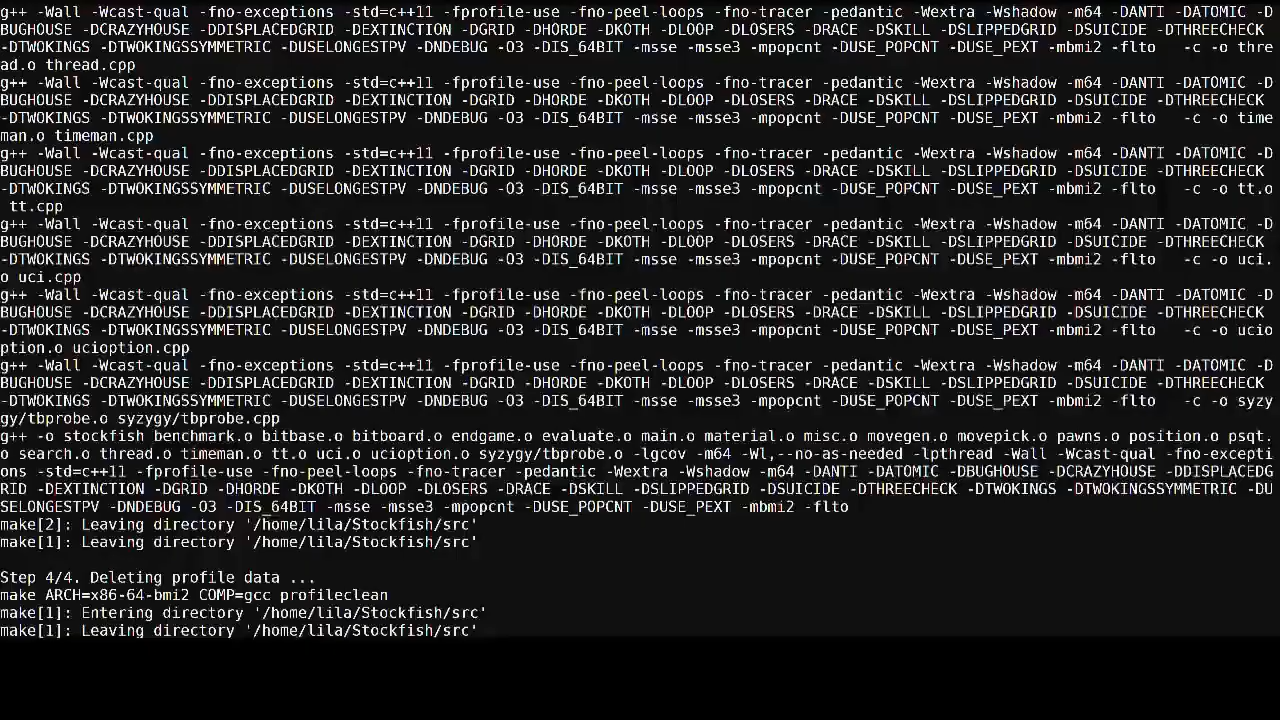 g++ -Wall -Wcast-qual -fno-exceptions -std=c++11 -fprofile-use -fno-peel-loops -fno-tracer -pedantic -Wextra -Wshadow -m64 -DANTI -DATOMIC -D
BUGHOUSE -DCRAZYHOUSE -DDISPLACEDGRID -DEXTINCTION -DGRID -DHORDE -DKOTH -DLOOP -DLOSERS -DRACE -DSKILL -DSLIPPEDGRID -DSUICIDE -DTHREECHECK
-DTWOKINGS -DTWOKINGSSYMMETRIC -DUSELONGESTPV -DNDEBUG -O3 -DIS_64BIT -msse -msse3 -mpopcnt -DUSE_POPCNT -DUSE_PEXT -mbmi2 -flto   -c -o thre
ad.o thread.cpp
g++ -Wall -Wcast-qual -fno-exceptions -std=c++11 -fprofile-use -fno-peel-loops -fno-tracer -pedantic -Wextra -Wshadow -m64 -DANTI -DATOMIC -D
BUGHOUSE -DCRAZYHOUSE -DDISPLACEDGRID -DEXTINCTION -DGRID -DHORDE -DKOTH -DLOOP -DLOSERS -DRACE -DSKILL -DSLIPPEDGRID -DSUICIDE -DTHREECHECK
-DTWOKINGS -DTWOKINGSSYMMETRIC -DUSELONGESTPV -DNDEBUG -O3 -DIS_64BIT -msse -msse3 -mpopcnt -DUSE_POPCNT -DUSE_PEXT -mbmi2 -flto   -c -o time
man.o timeman.cpp
g++ -Wall -Wcast-qual -fno-exceptions -std=c++11 -fprofile-use -fno-peel-loops -fno-tracer -pedantic -Wextra -Wshadow -m64 -DANTI -DATOMIC -D
BUGHOUSE -DCRAZYHOUSE -DDISPLACEDGRID -DEXTINCTION -DGRID -DHORDE -DKOTH -DLOOP -DLOSERS -DRACE -DSKILL -DSLIPPEDGRID -DSUICIDE -DTHREECHECK
-DTWOKINGS -DTWOKINGSSYMMETRIC -DUSELONGESTPV -DNDEBUG -O3 -DIS_64BIT -msse -msse3 -mpopcnt -DUSE_POPCNT -DUSE_PEXT -mbmi2 -flto   -c -o tt.o
 tt.cpp
g++ -Wall -Wcast-qual -fno-exceptions -std=c++11 -fprofile-use -fno-peel-loops -fno-tracer -pedantic -Wextra -Wshadow -m64 -DANTI -DATOMIC -D
BUGHOUSE -DCRAZYHOUSE -DDISPLACEDGRID -DEXTINCTION -DGRID -DHORDE -DKOTH -DLOOP -DLOSERS -DRACE -DSKILL -DSLIPPEDGRID -DSUICIDE -DTHREECHECK
-DTWOKINGS -DTWOKINGSSYMMETRIC -DUSELONGESTPV -DNDEBUG -O3 -DIS_64BIT -msse -msse3 -mpopcnt -DUSE_POPCNT -DUSE_PEXT -mbmi2 -flto   -c -o uci.
o uci.cpp
g++ -Wall -Wcast-qual -fno-exceptions -std=c++11 -fprofile-use -fno-peel-loops -fno-tracer -pedantic -Wextra -Wshadow -m64 -DANTI -DATOMIC -D
BUGHOUSE -DCRAZYHOUSE -DDISPLACEDGRID -DEXTINCTION -DGRID -DHORDE -DKOTH -DLOOP -DLOSERS -DRACE -DSKILL -DSLIPPEDGRID -DSUICIDE -DTHREECHECK
-DTWOKINGS -DTWOKINGSSYMMETRIC -DUSELONGESTPV -DNDEBUG -O3 -DIS_64BIT -msse -msse3 -mpopcnt -DUSE_POPCNT -DUSE_PEXT -mbmi2 -flto   -c -o ucio
ption.o ucioption.cpp
g++ -Wall -Wcast-qual -fno-exceptions -std=c++11 -fprofile-use -fno-peel-loops -fno-tracer -pedantic -Wextra -Wshadow -m64 -DANTI -DATOMIC -D
BUGHOUSE -DCRAZYHOUSE -DDISPLACEDGRID -DEXTINCTION -DGRID -DHORDE -DKOTH -DLOOP -DLOSERS -DRACE -DSKILL -DSLIPPEDGRID -DSUICIDE -DTHREECHECK
-DTWOKINGS -DTWOKINGSSYMMETRIC -DUSELONGESTPV -DNDEBUG -O3 -DIS_64BIT -msse -msse3 -mpopcnt -DUSE_POPCNT -DUSE_PEXT -mbmi2 -flto   -c -o syzy
gy/tbprobe.o syzygy/tbprobe.cpp
g++ -o stockfish benchmark.o bitbase.o bitboard.o endgame.o evaluate.o main.o material.o misc.o movegen.o movepick.o pawns.o position.o psqt.
o search.o thread.o timeman.o tt.o uci.o ucioption.o syzygy/tbprobe.o -lgcov -m64 -Wl,--no-as-needed -lpthread -Wall -Wcast-qual -fno-excepti
ons -std=c++11 -fprofile-use -fno-peel-loops -fno-tracer -pedantic -Wextra -Wshadow -m64 -DANTI -DATOMIC -DBUGHOUSE -DCRAZYHOUSE -DDISPLACEDG
RID -DEXTINCTION -DGRID -DHORDE -DKOTH -DLOOP -DLOSERS -DRACE -DSKILL -DSLIPPEDGRID -DSUICIDE -DTHREECHECK -DTWOKINGS -DTWOKINGSSYMMETRIC -DU
SELONGESTPV -DNDEBUG -O3 -DIS_64BIT -msse -msse3 -mpopcnt -DUSE_POPCNT -DUSE_PEXT -mbmi2 -flto
make[2]: Leaving directory '/home/lila/Stockfish/src'
make[1]: Leaving directory '/home/lila/Stockfish/src'

Step 4/4. Deleting profile data ...
make ARCH=x86-64-bmi2 COMP=gcc profileclean
make[1]: Entering directory '/home/lila/Stockfish/src'
make[1]: Leaving directory '/home/lila/Stockfish/src'